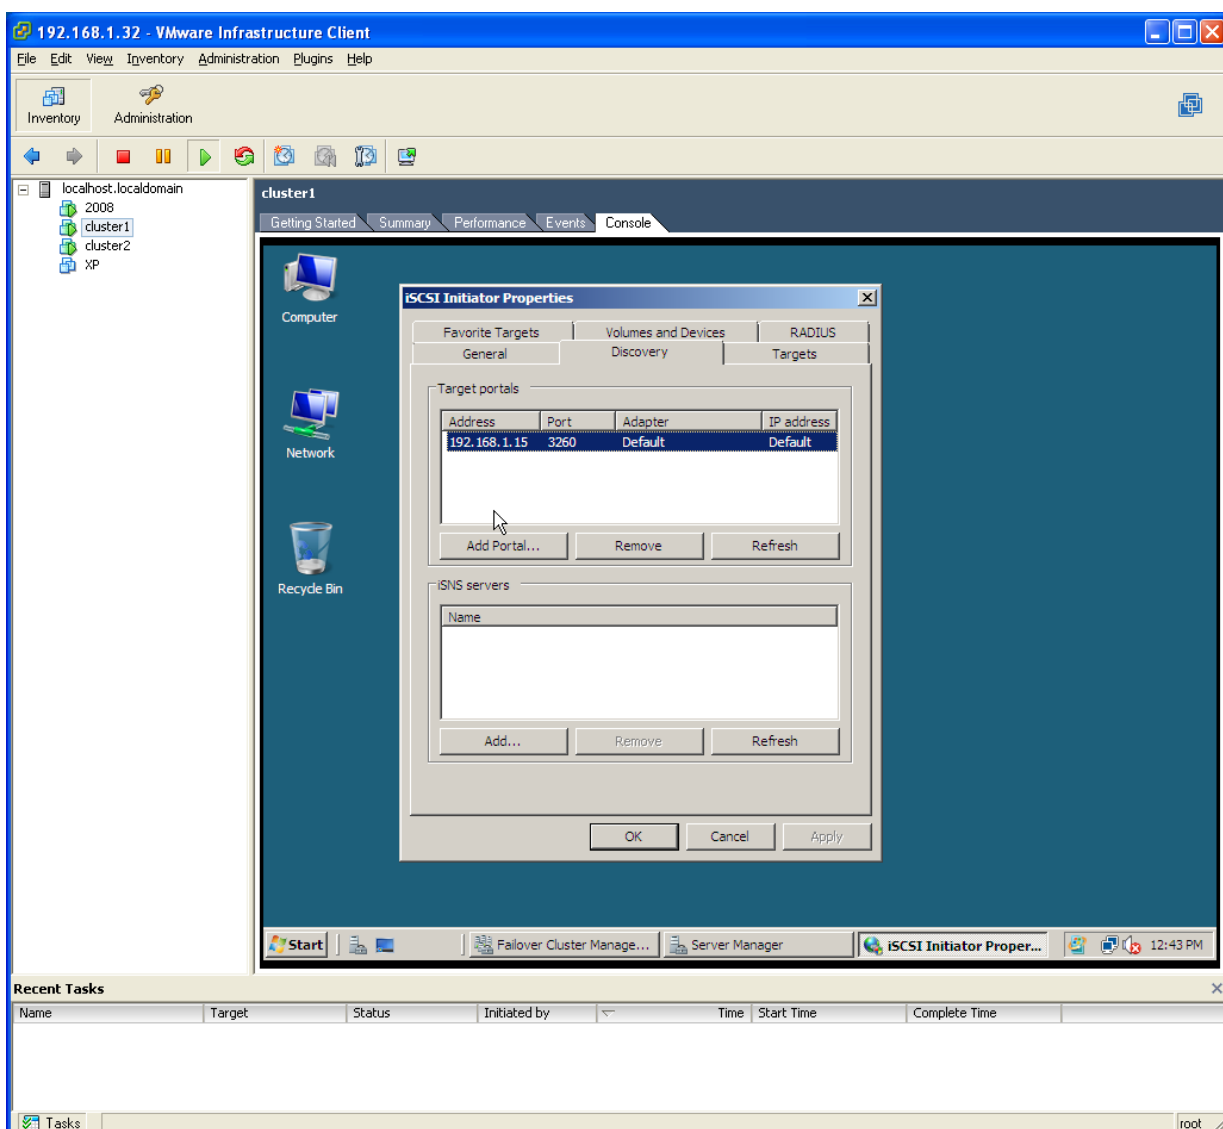 192.168.1.32 - VMware Infrastructure Client
File Edit View Inventory Administration Plugins Help
Inventory Administration
localhost.localdomain
2008
cluster1
cluster2
XP
cluster1
Getting Started Summary Performance Events Console
Computer
Network
Recycle Bin
iSCSI Initiator Properties
Favorite Targets Volumes and Devices RADIUS
General Discovery Targets
Target portals
Address Port Adapter IP address
192.168.1.15 3260 Default Default
Add Portal... Remove Refresh
iSNS servers
Name
Add... Remove Refresh
OK Cancel Apply
Start Failover Cluster Manage... Server Manager iSCSI Initiator Proper... 12:43 PM
Recent Tasks
Name Target Status Initiated by Time Start Time Complete Time
Tasks root